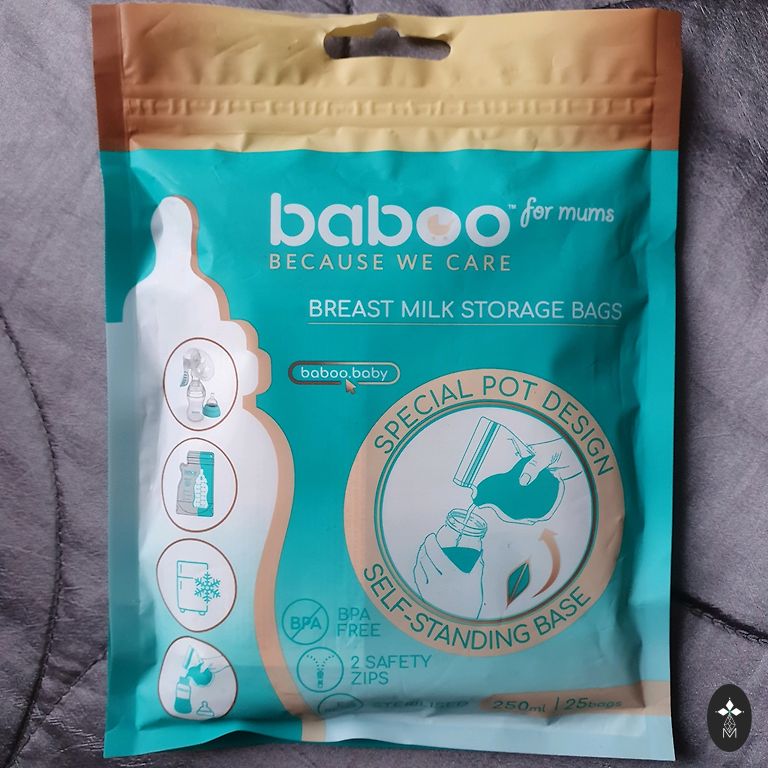 baboo™ for mums
BECAUSE WE CARE
BREAST MILK STORAGE BAGS
baboo.baby
SPECIAL POT DESIGN
SELF-STANDING BASE
BPA
BPA
FREE
2 SAFETY
ZIPS
STERILISED
250ml | 25bags
M